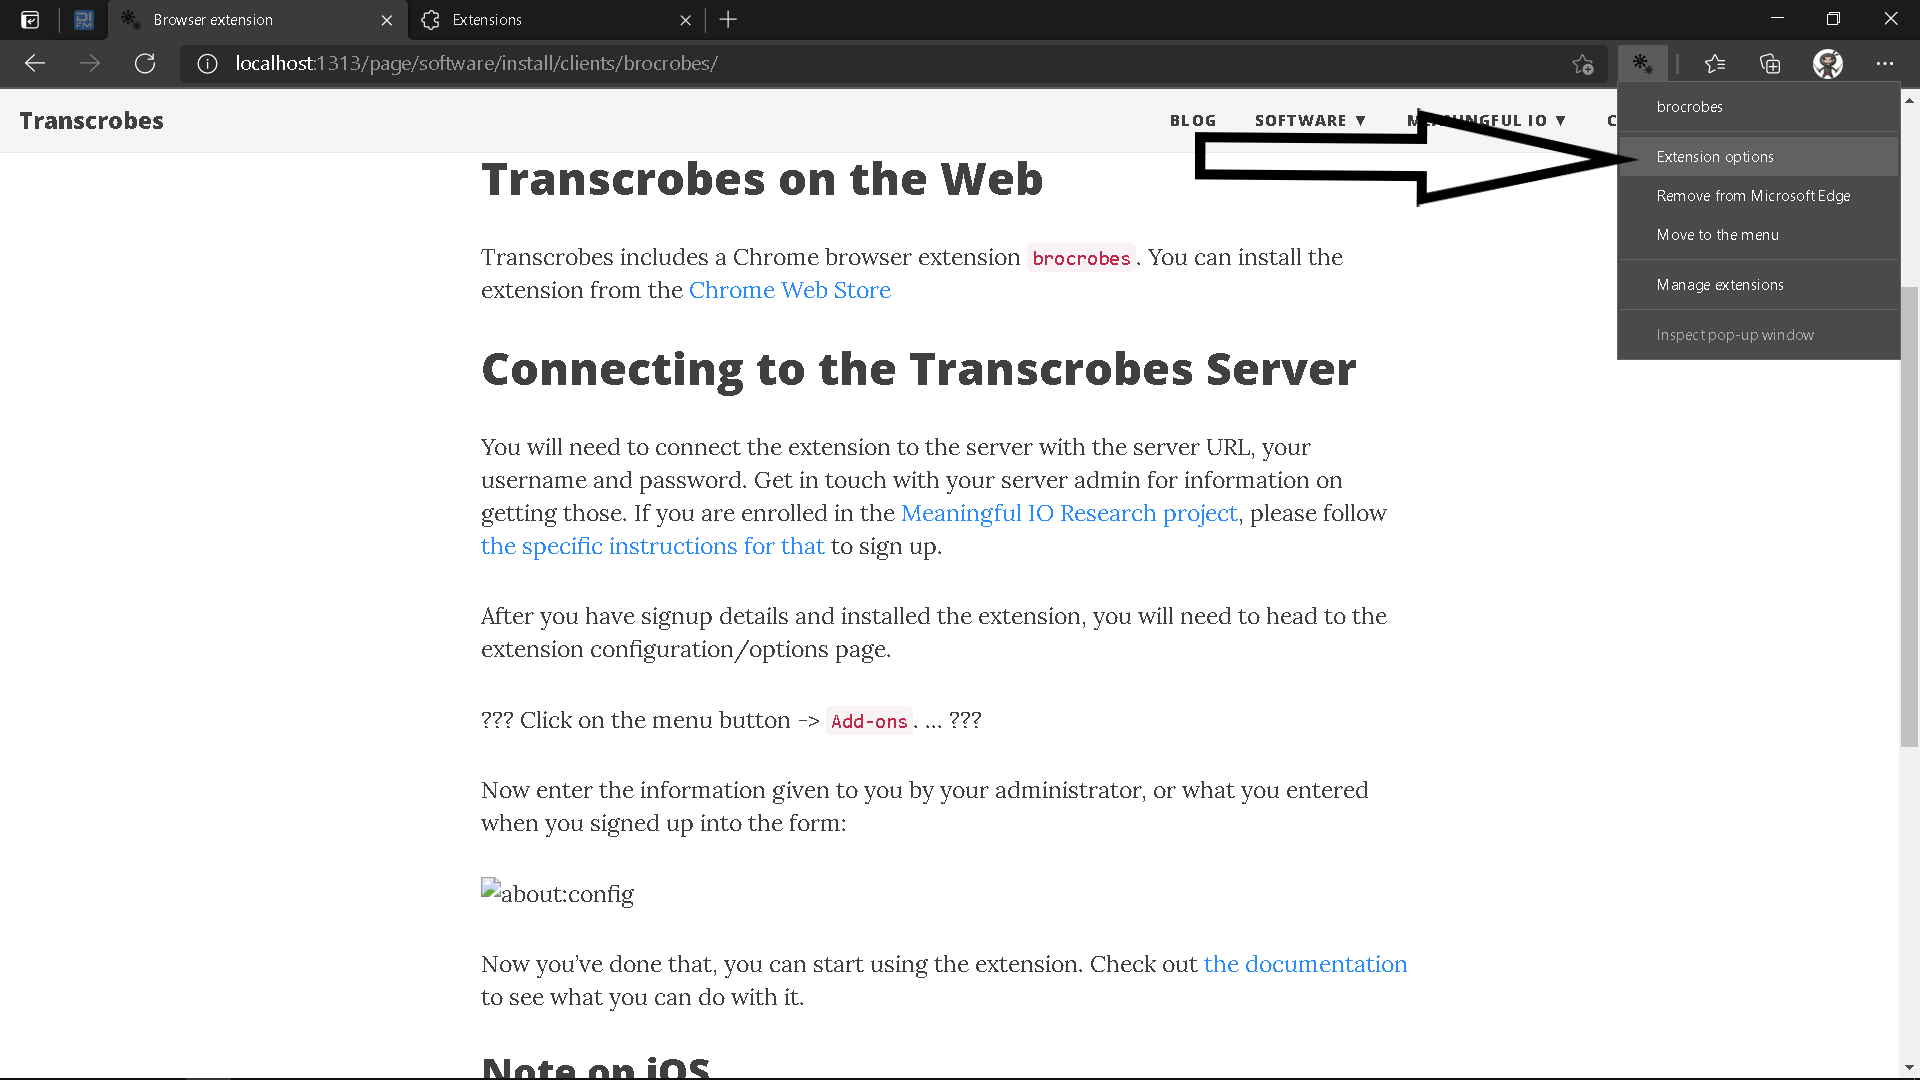 Browser extension
Extensions
localhost:1313/page/software/install/clients/brocrobes/
Transcrobes
BLOG
SOFTWARE ▼
IO ▼
brocrobes
Extension options
Remove from Microsoft Edge
Move to the menu
Manage extensions
Inspect pop-up window
Transcrobes on the Web
Transcrobes includes a Chrome browser extension brocrobes. You can install the
extension from the Chrome Web Store
Connecting to the Transcrobes Server
You will need to connect the extension to the server with the server URL, your
username and password. Get in touch with your server admin for information on
getting those. If you are enrolled in the Meaningful IO Research project, please follow
the specific instructions for that to sign up.
After you have signup details and installed the extension, you will need to head to the
extension configuration/options page.
??? Click on the menu button -> Add-ons. ... ???
Now enter the information given to you by your administrator, or what you entered
when you signed up into the form:
about:config
Now you’ve done that, you can start using the extension. Check out the documentation
to see what you can do with it.
Note on iOS